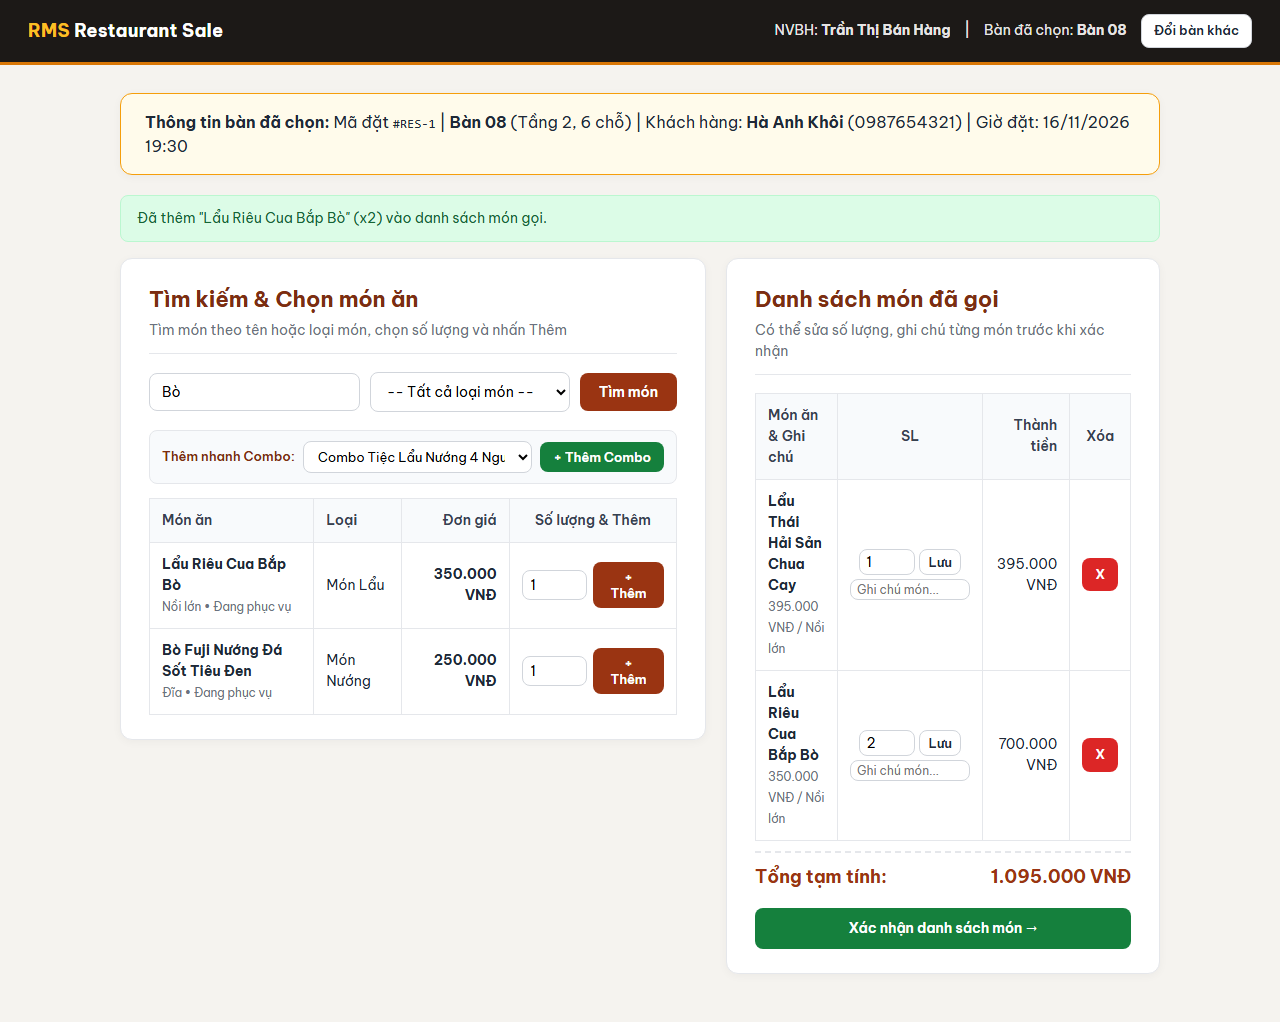 RMS Restaurant Sale
NVBH: Trần Thị Bán Hàng | Bàn đã chọn: Bàn 08 Đổi bàn khác
Thông tin bàn đã chọn: Mã đặt #RES-1 | Bàn 08 (Tầng 2, 6 chỗ) | Khách hàng: Hà Anh Khôi (0987654321) | Giờ đặt: 16/11/2026
19:30
Đã thêm "Lẩu Riêu Cua Bắp Bò" (x2) vào danh sách món gọi.
Tìm kiếm & Chọn món ăn
Tìm món theo tên hoặc loại món, chọn số lượng và nhấn Thêm
Bò
-- Tất cả loại món --
Tìm món
Thêm nhanh Combo:
Combo Tiệc Lẩu Nướng 4 Ngư
+ Thêm Combo
Món ăn Loại Đơn giá Số lượng & Thêm
Lẩu Riêu Cua Bắp
Bò
Nồi lớn • Đang phục vụ
Món Lẩu
350.000
VNĐ
1
+
Thêm
Bò Fuji Nướng Đá
Sốt Tiêu Đen
Đĩa • Đang phục vụ
Món
Nướng
250.000
VNĐ
1
+
Thêm
Danh sách món đã gọi
Có thể sửa số lượng, ghi chú từng món trước khi xác
nhận
Món ăn
& Ghi
chú
SL
Thành
tiền
Xóa
Lẩu
Thái
Hải Sản
Chua
Cay
395.000
VNĐ / Nồi
lớn
1
Lưu
Ghi chú món...
395.000
VNĐ
X
Lẩu
Riêu
Cua
Bắp Bò
350.000
VNĐ / Nồi
lớn
2
Lưu
Ghi chú món...
700.000
VNĐ
X
Tổng tạm tính: 1.095.000 VNĐ
Xác nhận danh sách món →